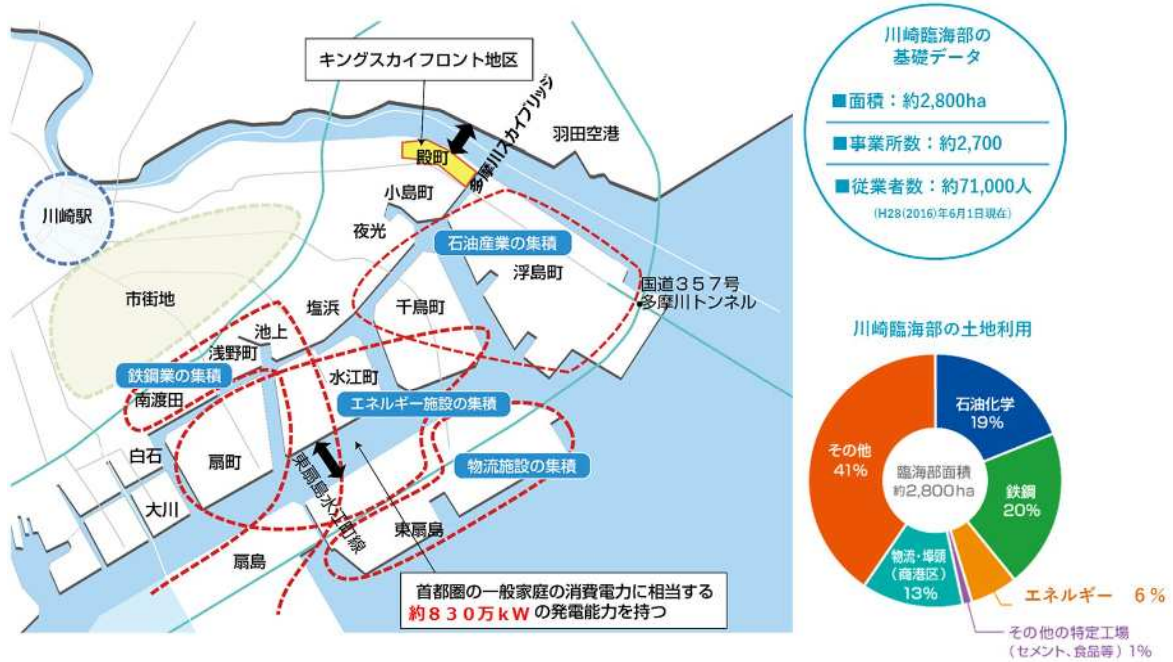 キングスカイフロント地区
多摩川スカイブリッジ
羽田空港
殿町
小島町
川崎駅
夜光
石油産業の集積
浮島町
国道357号
多摩川トンネル
市街地
塩浜
千鳥町
池上
浅野町
鉄鋼業の集積
水江町
南渡田
エネルギー施設の集積
白石
扇町
物流施設の集積
大川
東扇島水江町線
東扇島
扇島
首都圏の一般家庭の消費電力に相当する
約830万kWの発電能力を持つ
川崎臨海部の
基礎データ
■面積：約2,800ha
■事業所数：約2,700
■従業者数：約71,000人
(H28(2016)年6月1日現在)
川崎臨海部の土地利用
石油化学
19%
その他
41%
臨海部面積
約2,800ha
鉄鋼
20%
物流・埠頭
(商港区)
13%
エネルギー 6%
その他の特定工場
(セメント、食品等) 1%